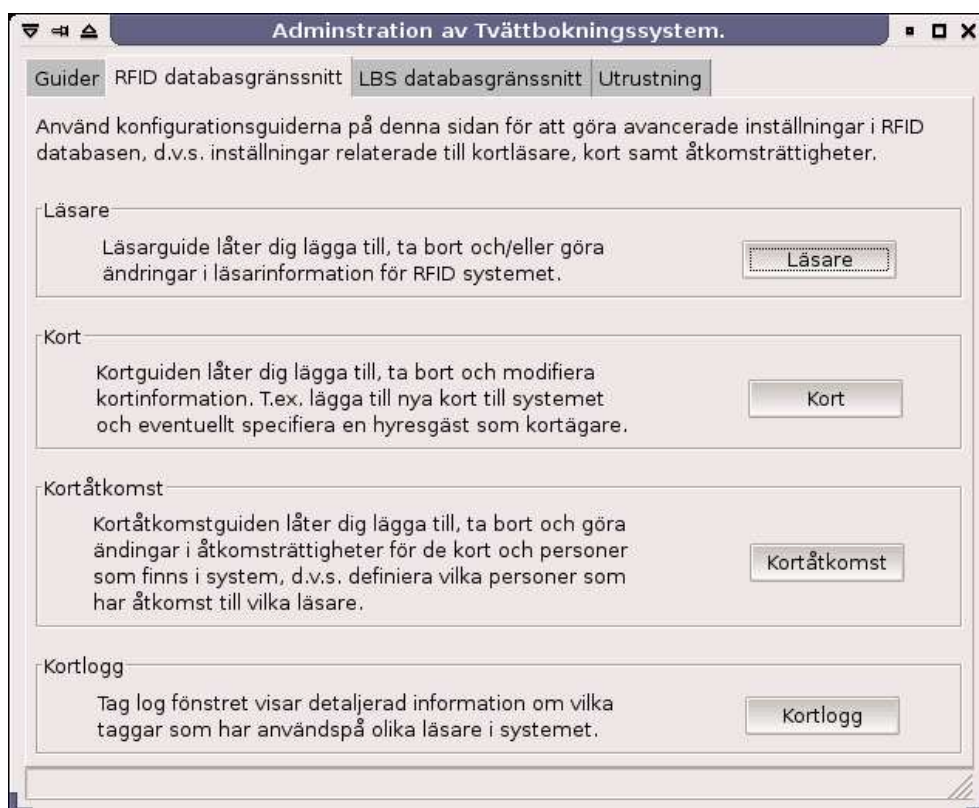 Adminstration av Tvättbokningssystem.
Guider RFID databasgränssnitt LBS databasgränssnitt Utrustning
Använd konfigurationsguiderna på denna sidan för att göra avancerade inställningar i RFID
databasen, d.v.s. inställningar relaterade till kortläsare, kort samt åtkomsträttigheter.
Läsare
Läsarguide låter dig lägga till, ta bort och/eller göra
ändringar i läsarinformation för RFID systemet.
Läsare
Kort
Kortguiden låter dig lägga till, ta bort och modifiera
kortinformation. T.ex. lägga till nya kort till systemet
och eventuellt specifiera en hyresgäst som kortägare.
Kort
Kortåtkomst
Kortåtkomstguiden låter dig lägga till, ta bort och göra
ändingar i åtkomsträttigheter för de kort och personer
som finns i system, d.v.s. definiera vilka personer som
har åtkomst till vilka läsare.
Kortåtkomst
Kortlogg
Tag log fönstret visar detaljerad information om vilka
taggar som har användspå olika läsare i systemet.
Kortlogg